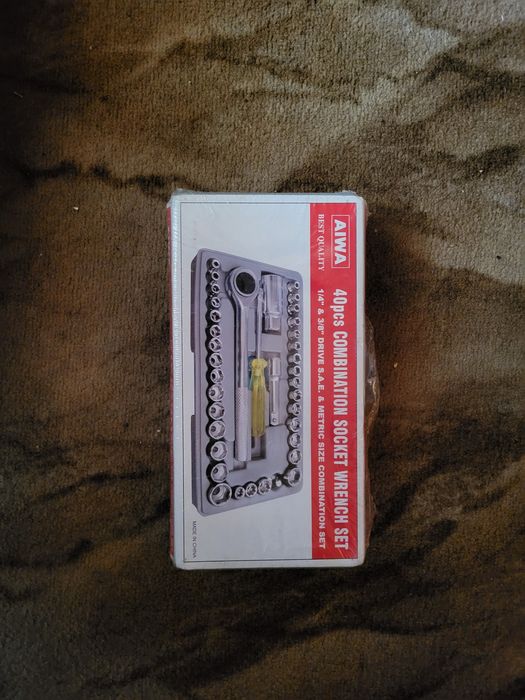 AIWA
BEST QUALITY
40pcs COMBINATION SOCKET WRENCH SET
1/4" & 3/8" DRIVE S.A.E. & METRIC SIZE COMBINATION SET
MADE IN CHINA